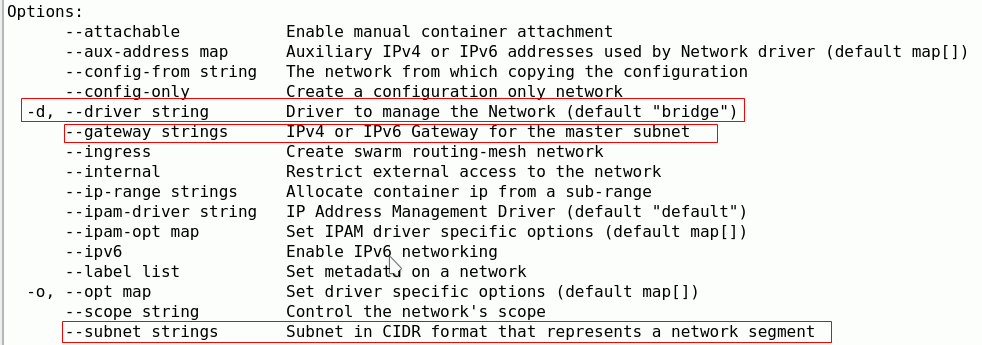 Options:
      --attachable           Enable manual container attachment
      --aux-address map      Auxiliary IPv4 or IPv6 addresses used by Network driver (default map[])
      --config-from string   The network from which copying the configuration
      --config-only          Create a configuration only network
  -d, --driver string        Driver to manage the Network (default "bridge")
      --gateway strings      IPv4 or IPv6 Gateway for the master subnet
      --ingress              Create swarm routing-mesh network
      --internal             Restrict external access to the network
      --ip-range strings     Allocate container ip from a sub-range
      --ipam-driver string   IP Address Management Driver (default "default")
      --ipam-opt map         Set IPAM driver specific options (default map[])
      --ipv6                 Enable IPv6 networking
      --label list           Set metadata on a network
  -o, --opt map              Set driver specific options (default map[])
      --scope string         Control the network's scope
      --subnet strings       Subnet in CIDR format that represents a network segment